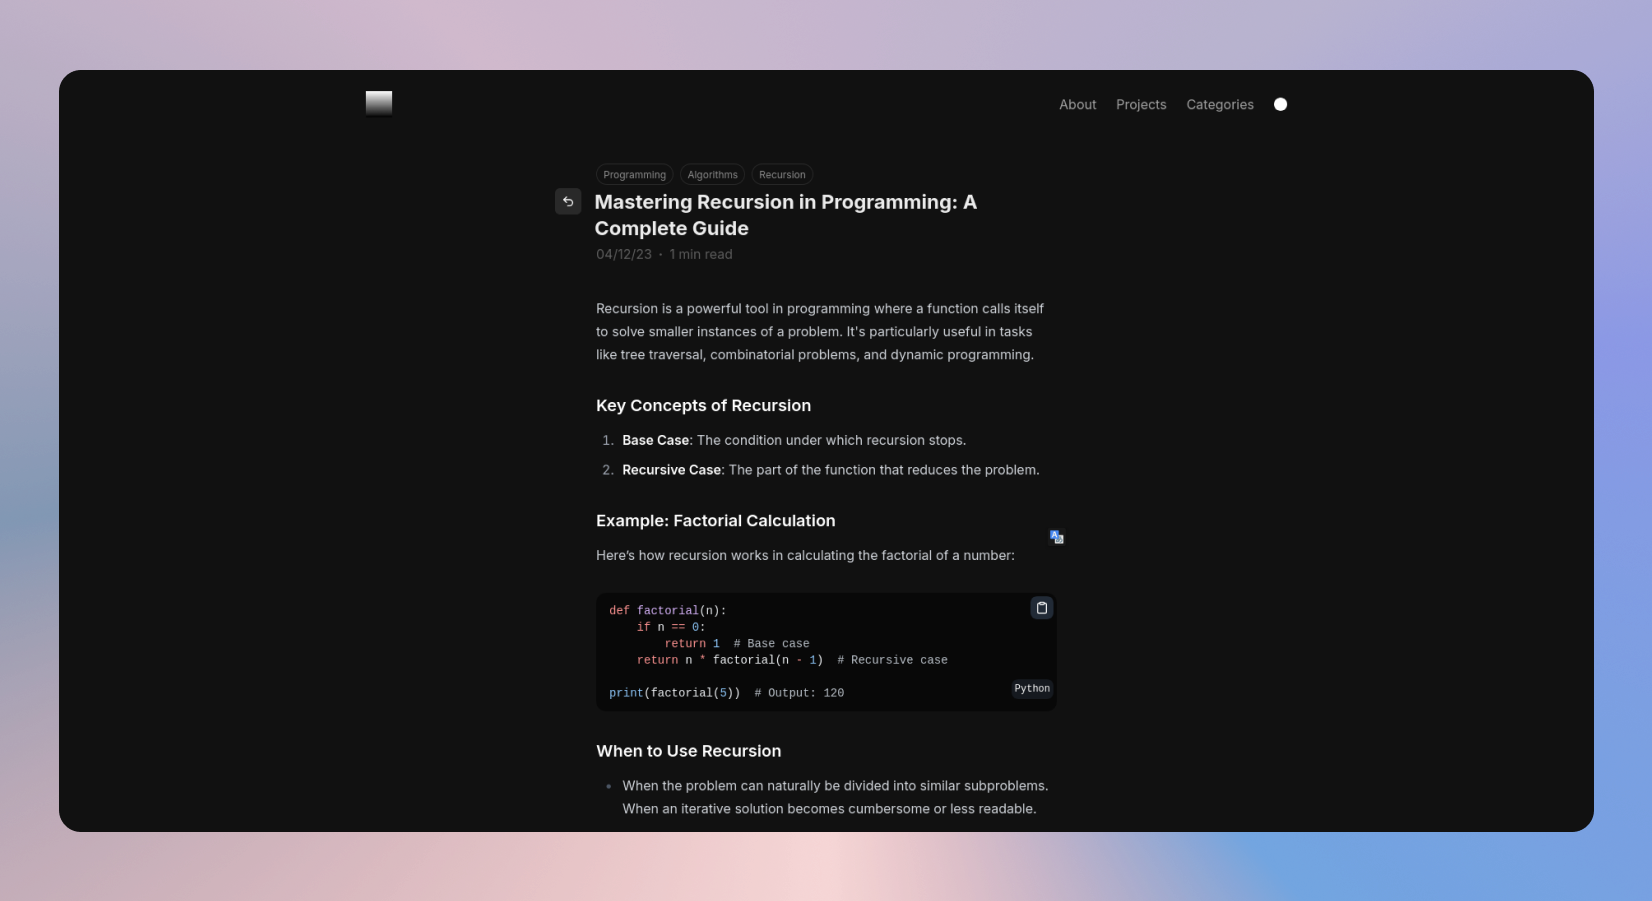 About Projects Categories
Programming Algorithms Recursion
Mastering Recursion in Programming: A
Complete Guide
04/12/23 · 1 min read
Recursion is a powerful tool in programming where a function calls itself
to solve smaller instances of a problem. It's particularly useful in tasks
like tree traversal, combinatorial problems, and dynamic programming.
Key Concepts of Recursion
1. Base Case: The condition under which recursion stops.
2. Recursive Case: The part of the function that reduces the problem.
Example: Factorial Calculation
Here’s how recursion works in calculating the factorial of a number:
def factorial(n):
    if n == 0:
        return 1  # Base case
    return n * factorial(n - 1)  # Recursive case
print(factorial(5))  # Output: 120
Python
When to Use Recursion
• When the problem can naturally be divided into similar subproblems.
When an iterative solution becomes cumbersome or less readable.